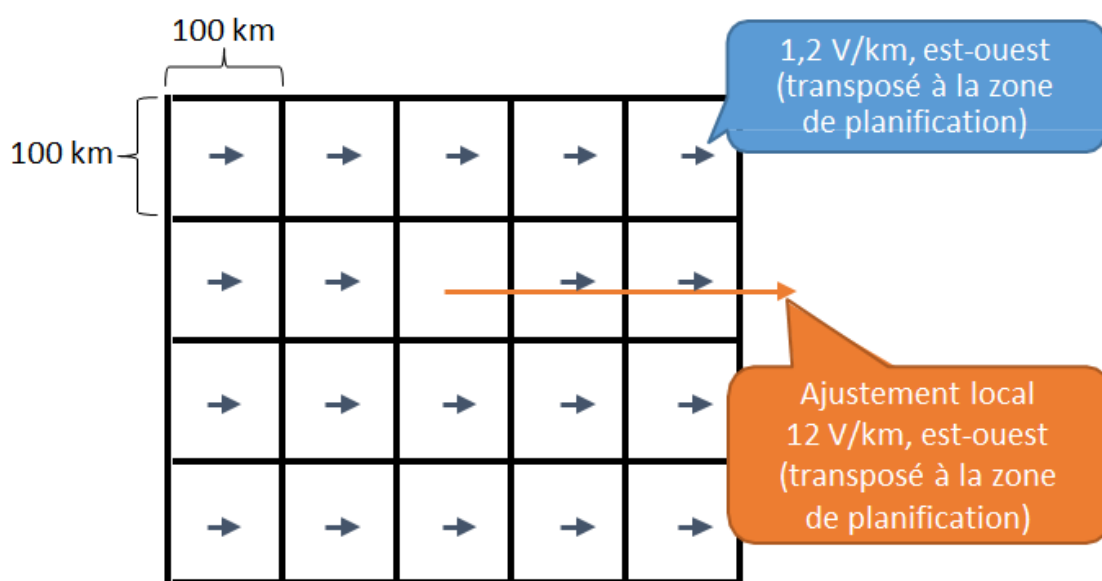 100 km
1,2 V/km, est-ouest
(transposé à la zone
de planification)
100 km
Ajustement local
12 V/km, est-ouest
(transposé à la zone
de planification)